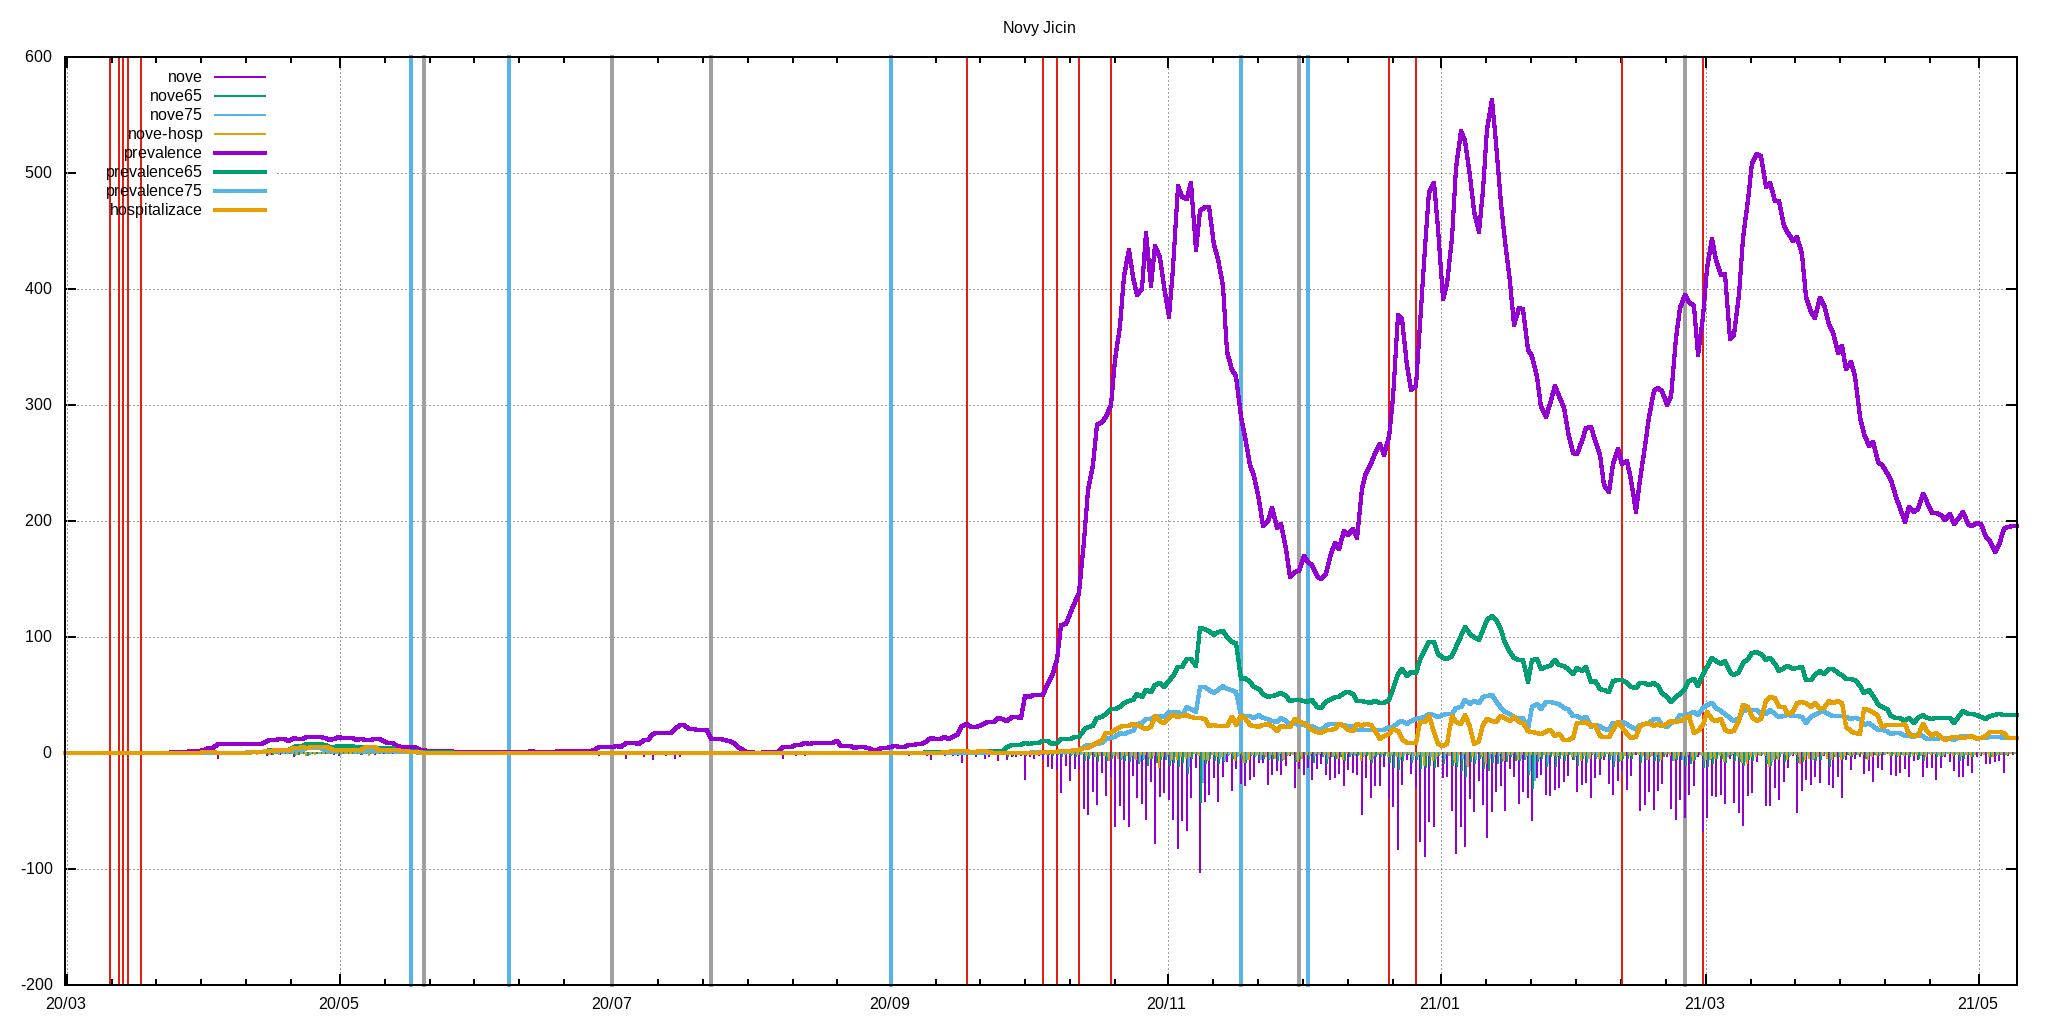 Novy Jicin
600
500
400
300
200
100
0
-100
-200
nove
nove65
nove75
nove-hosp
prevalence
prevalence65
prevalence75
hospitalizace
20/03 20/05 20/07 20/09 20/11 21/01 21/03 21/05